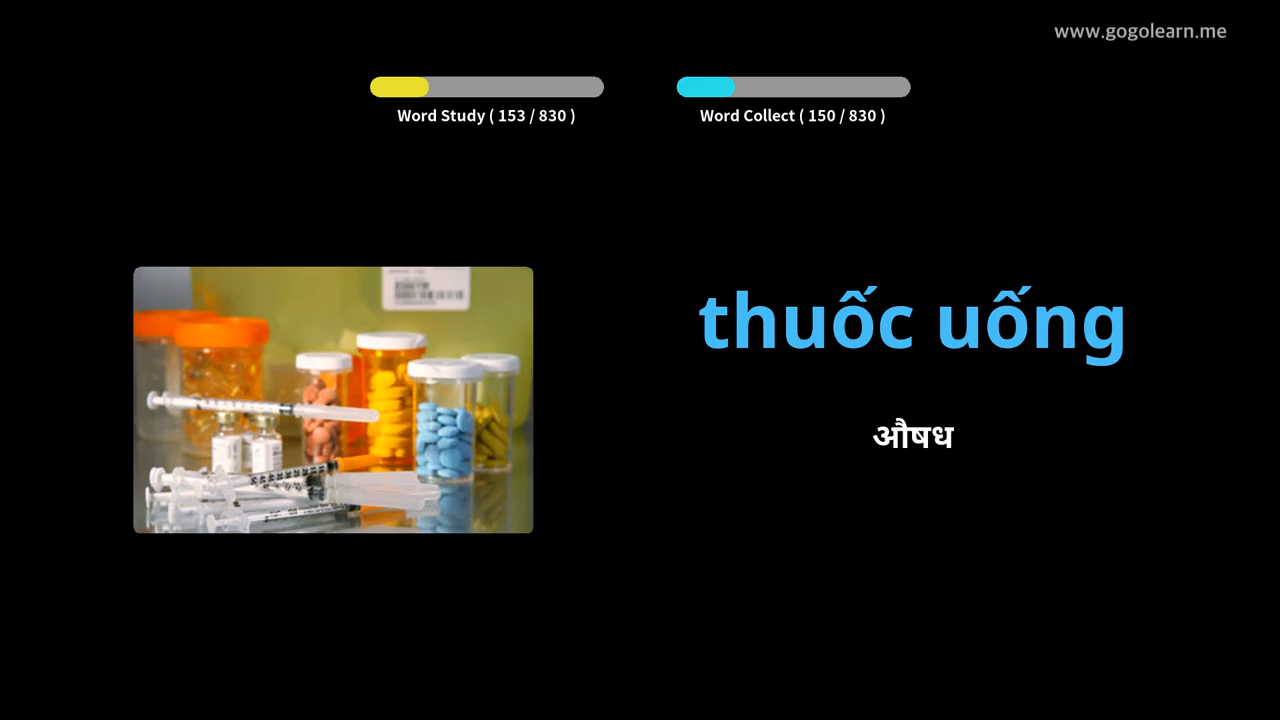 www.gogolearn.me
Word Study ( 153 / 830 )
Word Collect ( 150 / 830 )
thuốc uống
औषध